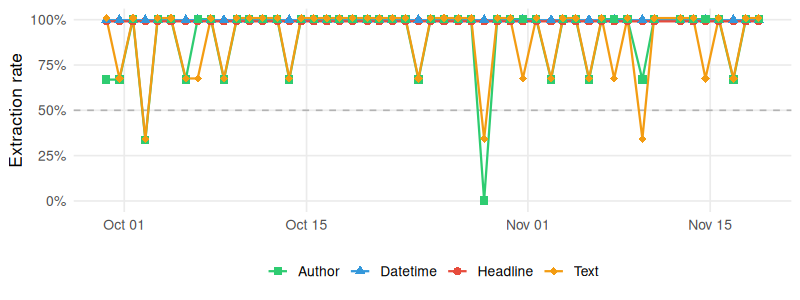 100%
75%
50%
25%
0%
Extraction rate
Oct 01 Oct 15 Nov 01 Nov 15
Author Datetime Headline Text